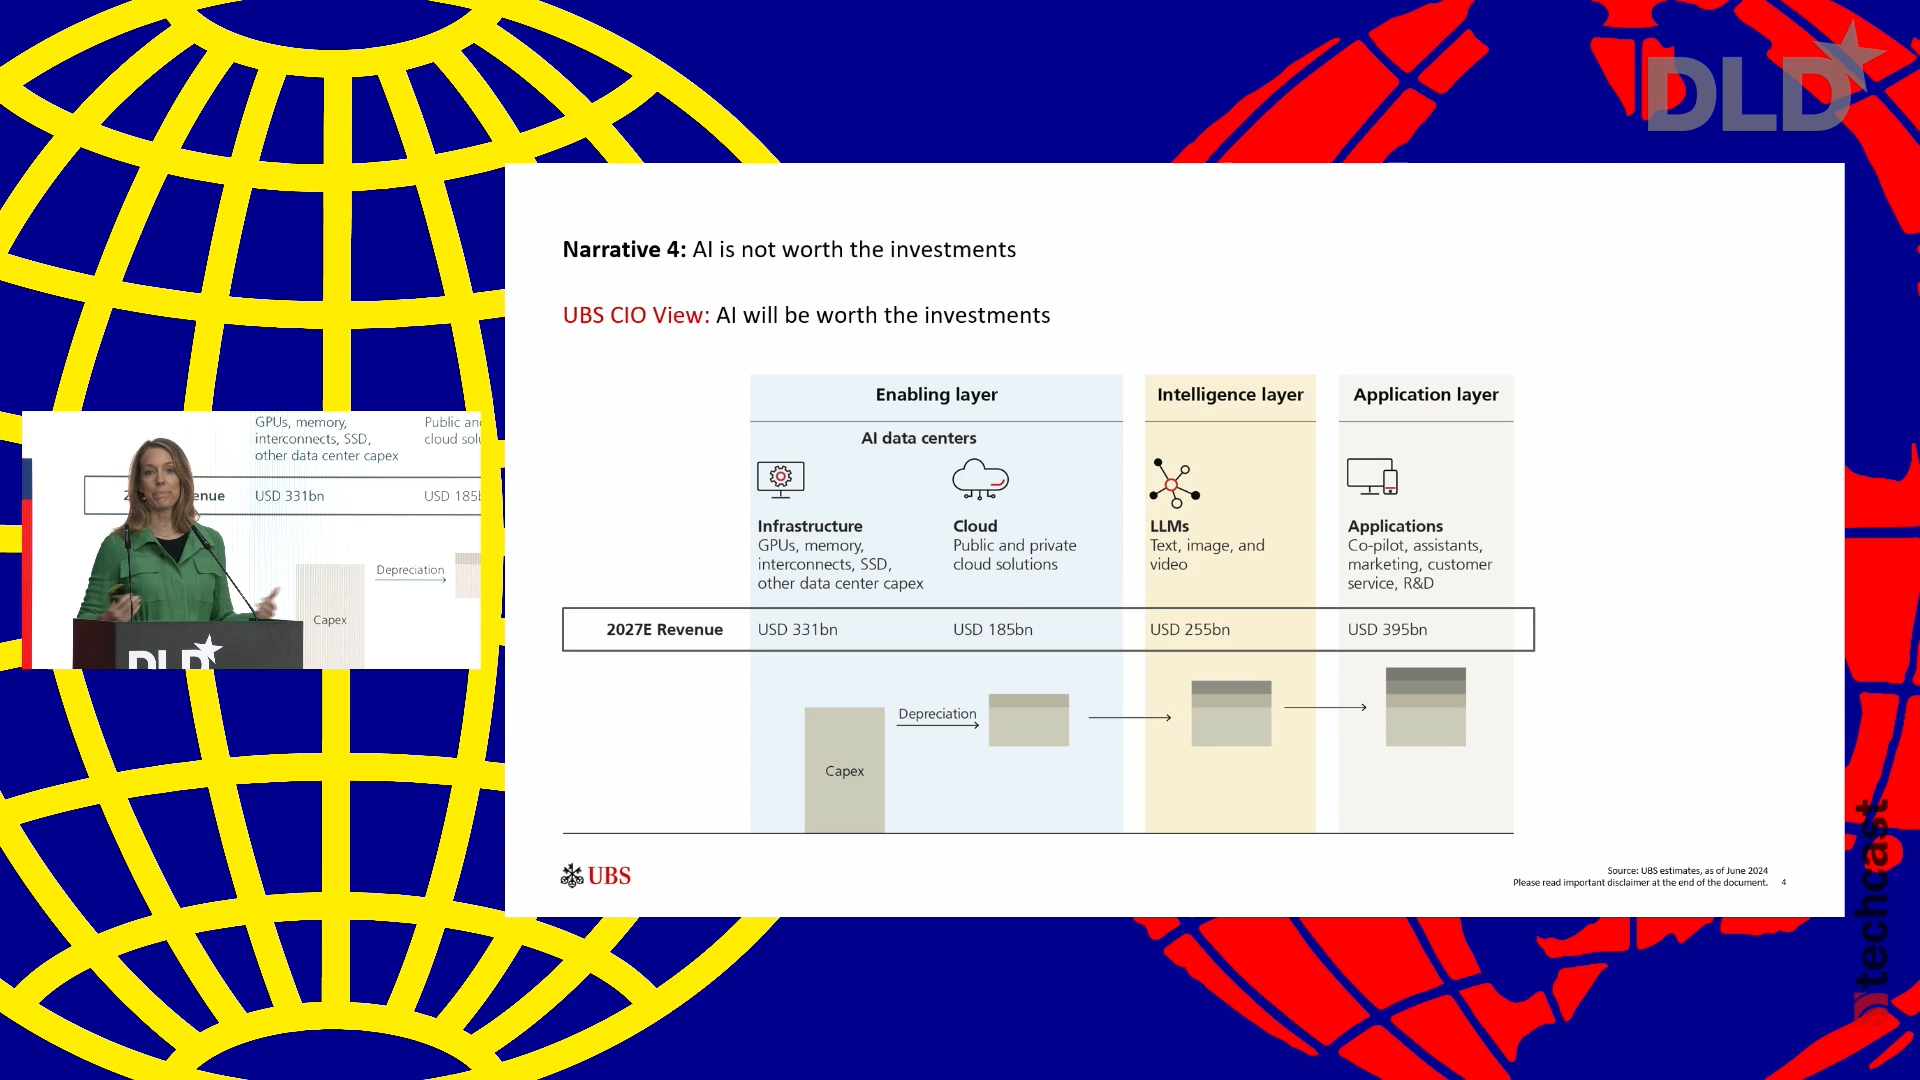 DLD
Narrative 4: AI is not worth the investments
UBS CIO View: AI will be worth the investments
Enabling layer
Intelligence layer
Application layer
AI data centers
Infrastructure
GPUs, memory,
interconnects, SSD,
other data center capex
Cloud
Public and private
cloud solutions
LLMs
Text, image, and
video
Applications
Co-pilot, assistants,
marketing, customer
service, R&D
2027E Revenue
USD 331bn
USD 185bn
USD 255bn
USD 395bn
Depreciation
Capex
UBS
Source: UBS estimates, as of June 2024
Please read important disclaimer at the end of the document.
4
GPUs, memory,
interconnects, SSD,
other data center capex
Public
USD 331bn
USD 185
Depreciation
Capex
DLD
techcast